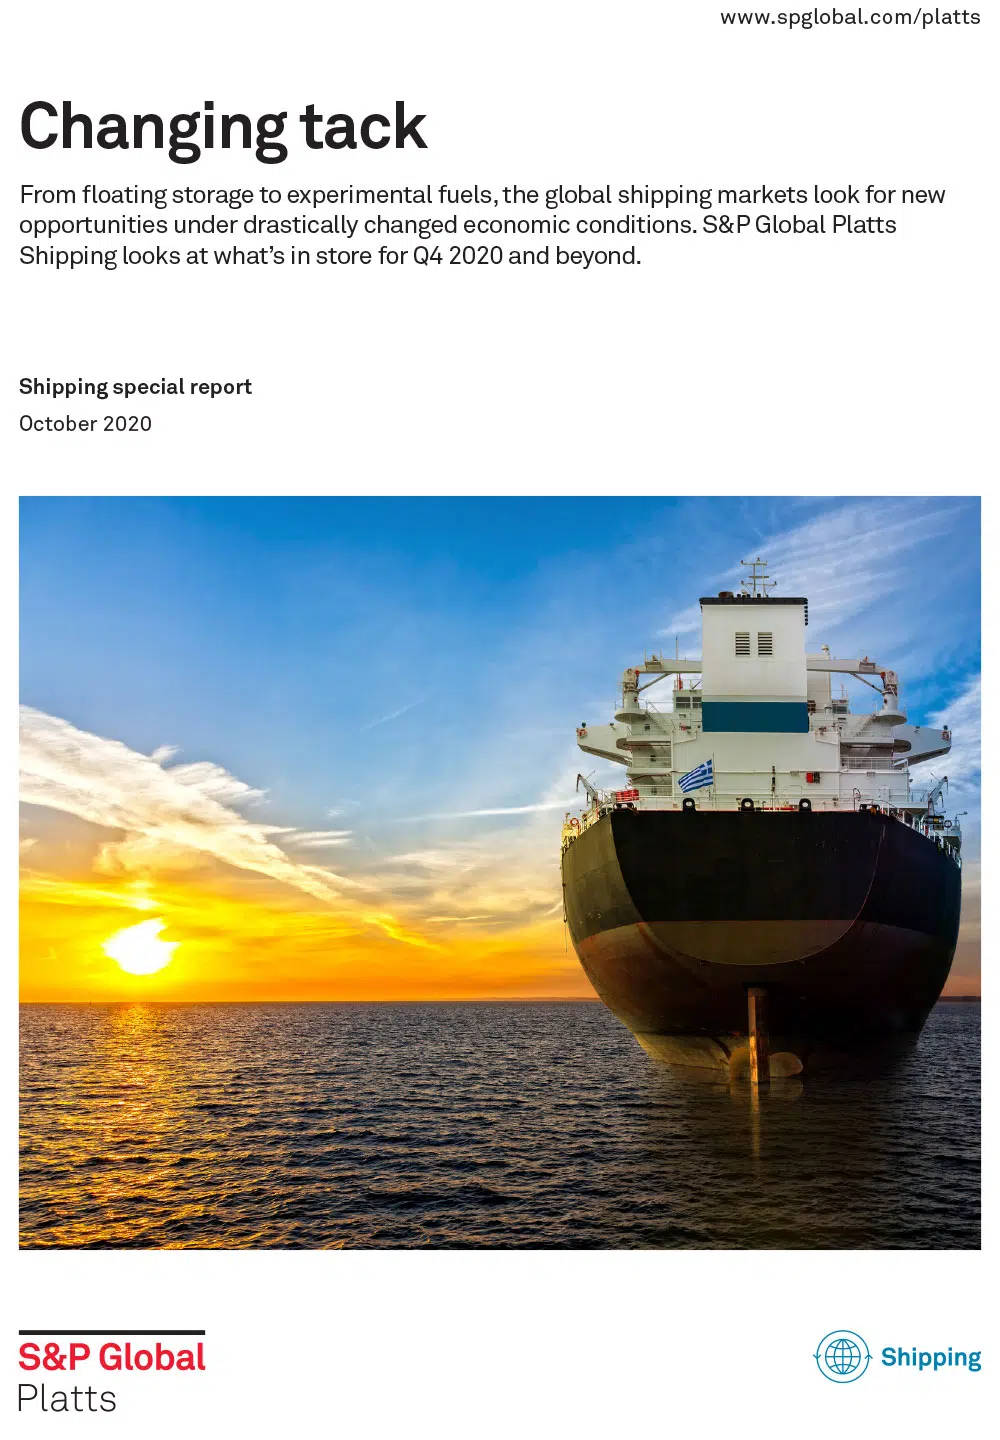 www.spglobal.com/platts
Changing tack
From floating storage to experimental fuels, the global shipping markets look for new
opportunities under drastically changed economic conditions. S&P Global Platts
Shipping looks at what’s in store for Q4 2020 and beyond.
Shipping special report
October 2020
S&P Global
Platts
Shipping